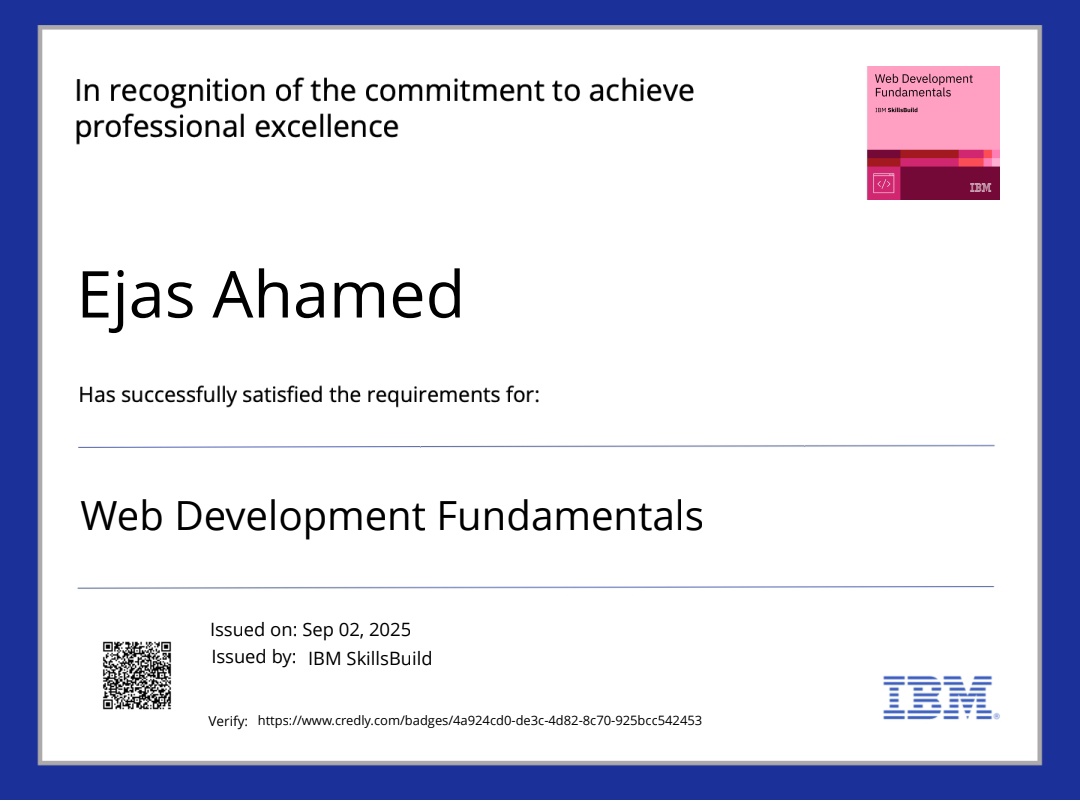 In recognition of the commitment to achieve
professional excellence
Web Development
Fundamentals
IBM SkillsBuild
</>
IBM
Ejas Ahamed
Has successfully satisfied the requirements for:
Web Development Fundamentals
Issued on: Sep 02, 2025
Issued by: IBM SkillsBuild
Verify: https://www.credly.com/badges/4a924cd0-de3c-4d82-8c70-925bcc542453
IBM®